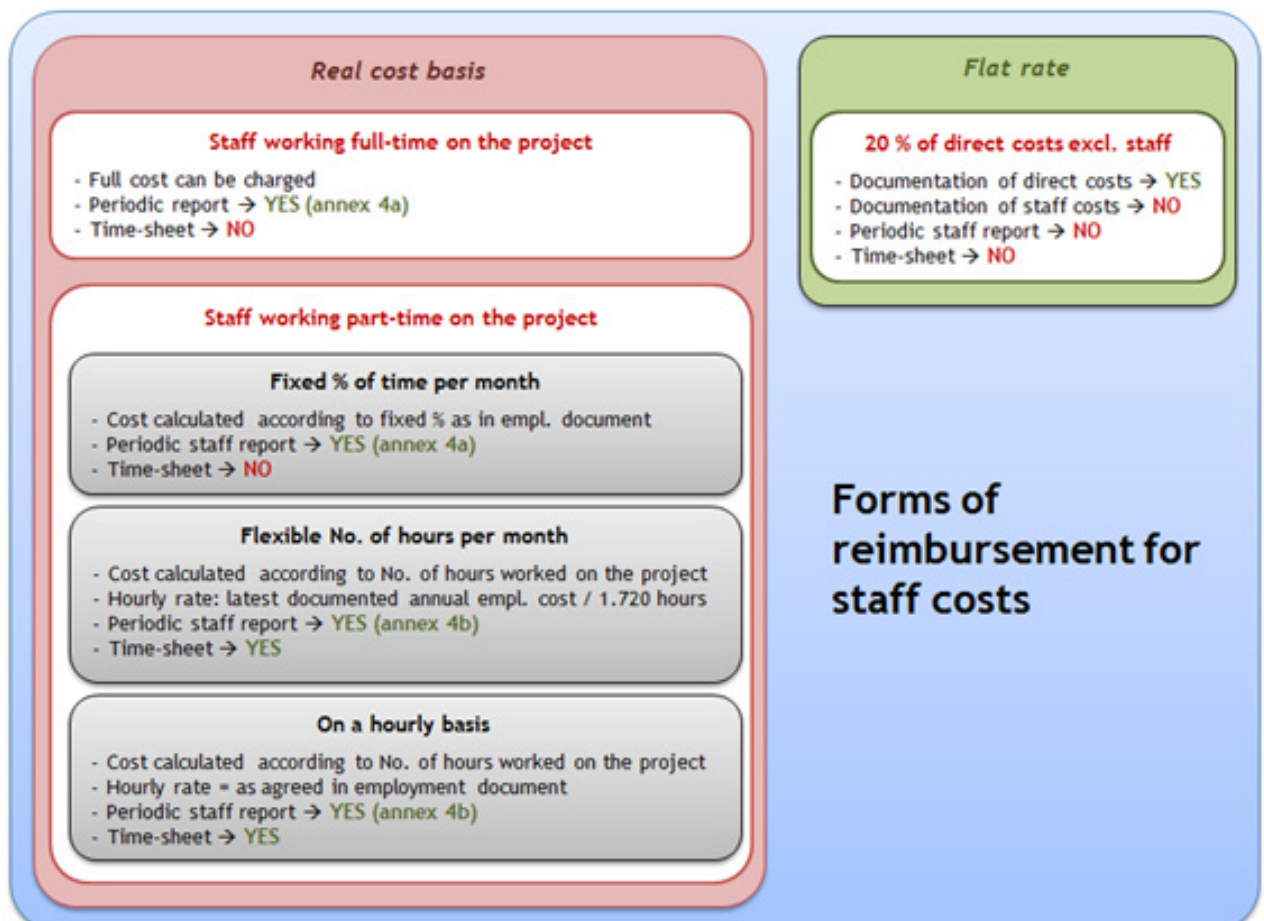 Real cost basis
Staff working full-time on the project
- Full cost can be charged
- Periodic report → YES (annex 4a)
- Time-sheet → NO
Staff working part-time on the project
Fixed % of time per month
- Cost calculated according to fixed % as in empl. document
- Periodic staff report → YES (annex 4a)
- Time-sheet → NO
Flexible No. of hours per month
- Cost calculated according to No. of hours worked on the project
- Hourly rate: latest documented annual empl. cost / 1.720 hours
- Periodic staff report → YES (annex 4b)
- Time-sheet → YES
On a hourly basis
- Cost calculated according to No. of hours worked on the project
- Hourly rate = as agreed in employment document
- Periodic staff report → YES (annex 4b)
- Time-sheet → YES
Flat rate
20 % of direct costs excl. staff
- Documentation of direct costs → YES
- Documentation of staff costs → NO
- Periodic staff report → NO
- Time-sheet → NO
Forms of
reimbursement for
staff costs